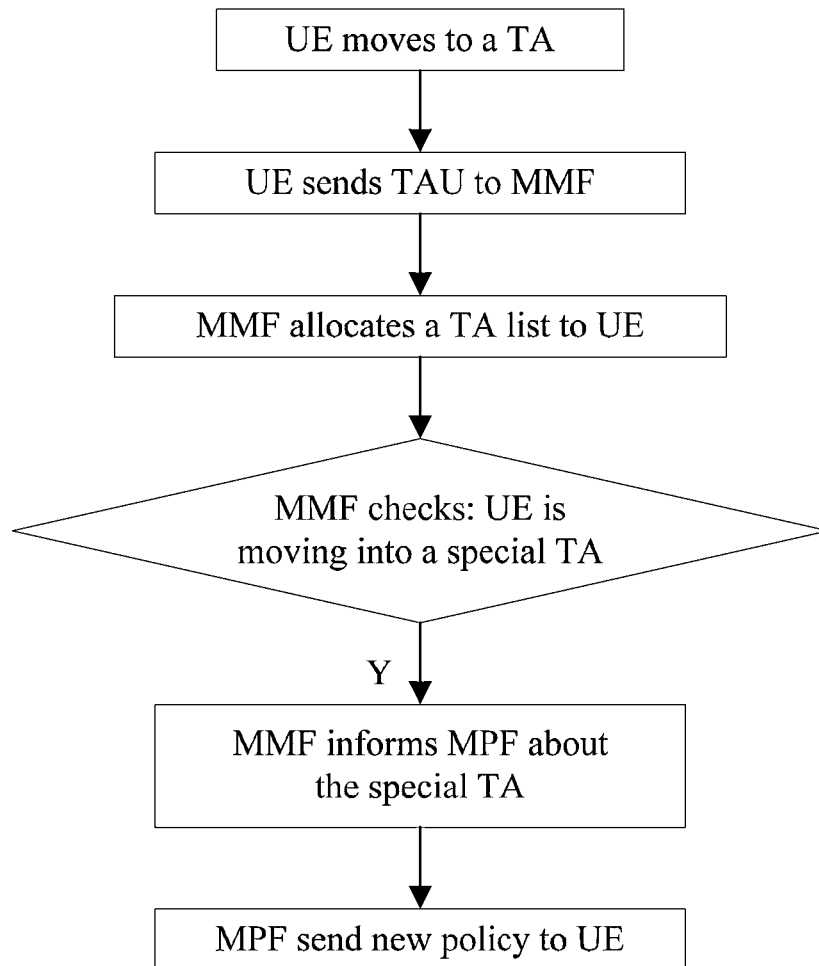 UE moves to a TA
UE sends TAU to MMF
MMF allocates a TA list to UE
MMF checks: UE is
moving into a special TA
Y
MMF informs MPF about
the special TA
MPF send new policy to UE